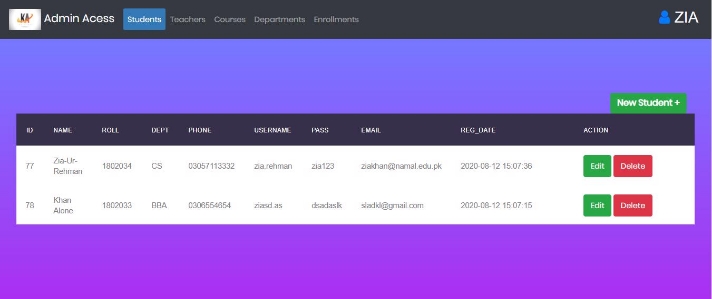 KA Admin Acess Students Teachers Courses Departments Enrollments ZIA
New Student +
ID NAME ROLL DEPT PHONE USERNAME PASS EMAIL REG_DATE ACTION
77 Zia-Ur-Rehman 1802034 CS 03057113332 zia.rehman zia123 ziakhan@namal.edu.pk 2020-08-12 15:07:36 Edit Delete
78 Khan Alone 1802033 BBA 0306554654 ziasd.as dsadaslk sladkl@gmail.com 2020-08-12 15:07:15 Edit Delete